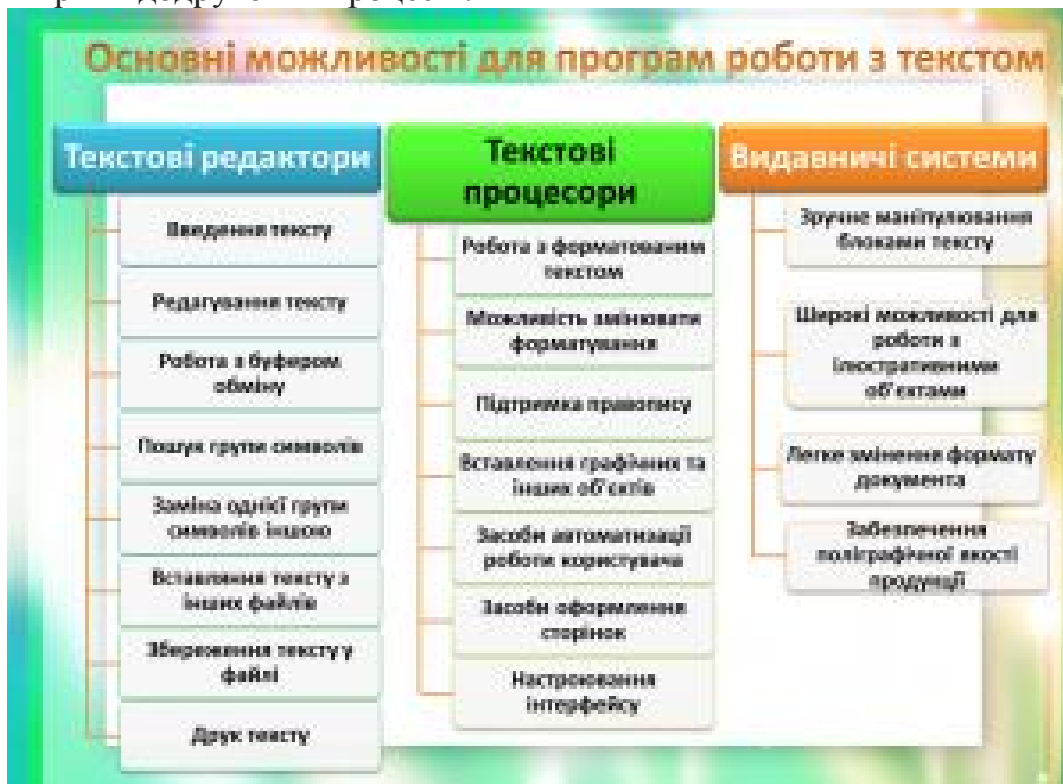 Основні можливості для програм роботи з текстом
Текстові редактори
Введення тексту
Редагування тексту
Робота з буфером
обміну
Пошук групи символів
Заміна однієї групи
символів іншою
Вставляння тексту з
інших файлів
Збереження тексту у
файлі
Друк тексту
Текстові
процесори
Робота з форматованим
текстом
Можливість змінювати
форматування
Підтримка правопису
Вставлення графічних та
інших об'єктів
Засоби автоматизації
роботи користувача
Засоби оформлення
сторінок
Настроювання
інтерфейсу
Видавничі системи
Зручне маніпулювання
блоками тексту
Широкі можливості для
роботи з
ілюстративними
об'єктами
Легке змінення формату
документа
Забезпечення
поліграфічної якості
продукції